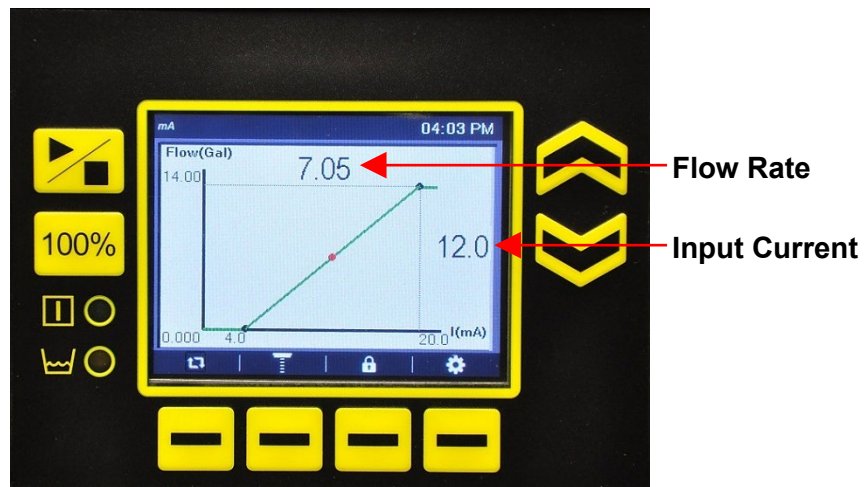 mA 04:03 PM
Flow(Gal)
7.05
14.00
Flow Rate
100%
12.0
Input Current
0.000 4.0 20.0 I(mA)